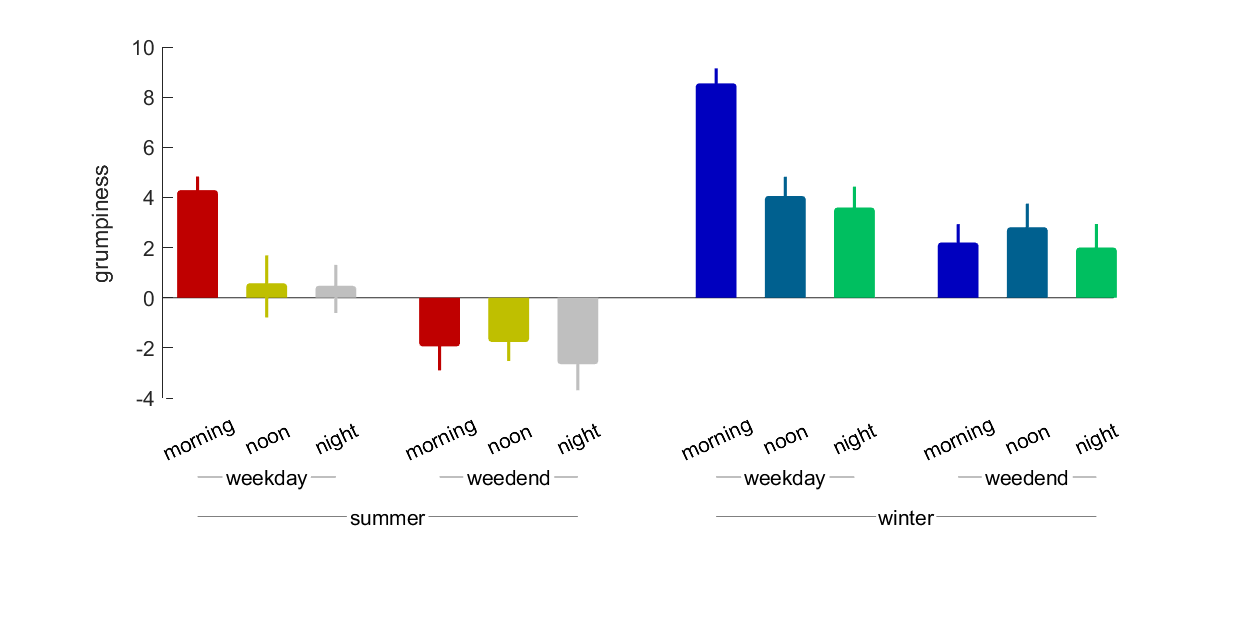 10
8
6
4
2
0
-2
-4
grumpiness
morning noon night morning noon night morning noon night morning noon night
weekday weedend weekday weedend
summer winter